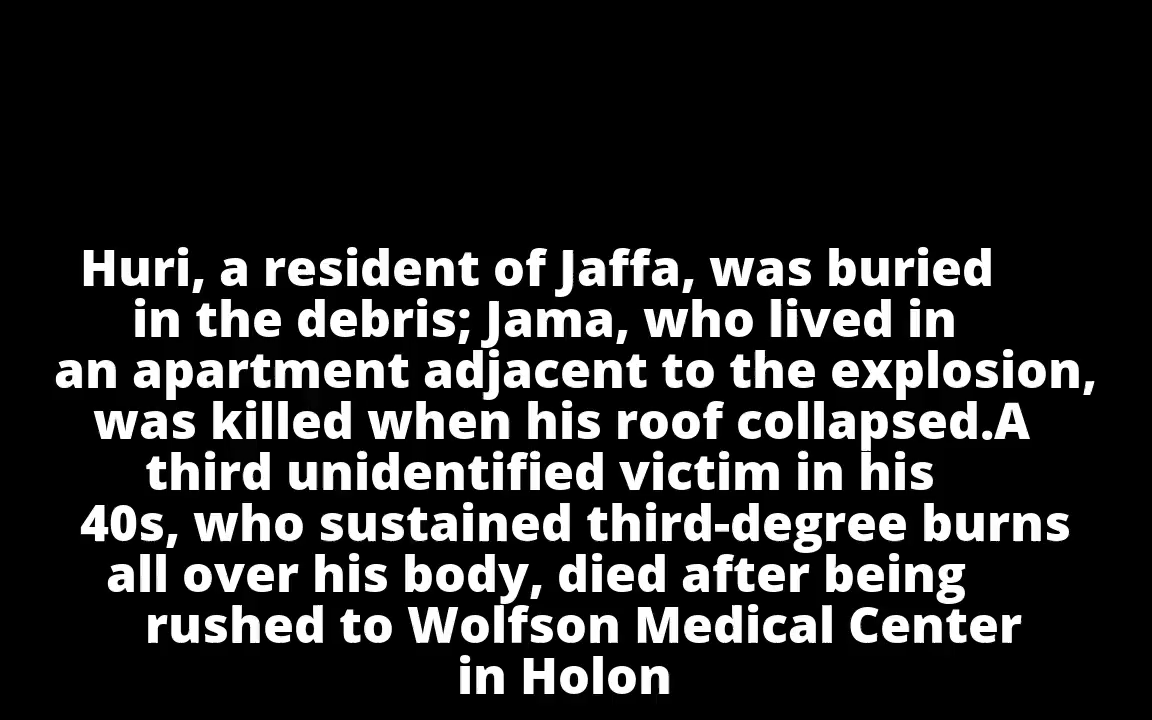 Huri, a resident of Jaffa, was buried
in the debris; Jama, who lived in
an apartment adjacent to the explosion,
was killed when his roof collapsed.A
third unidentified victim in his
40s, who sustained third-degree burns
all over his body, died after being
rushed to Wolfson Medical Center
in Holon